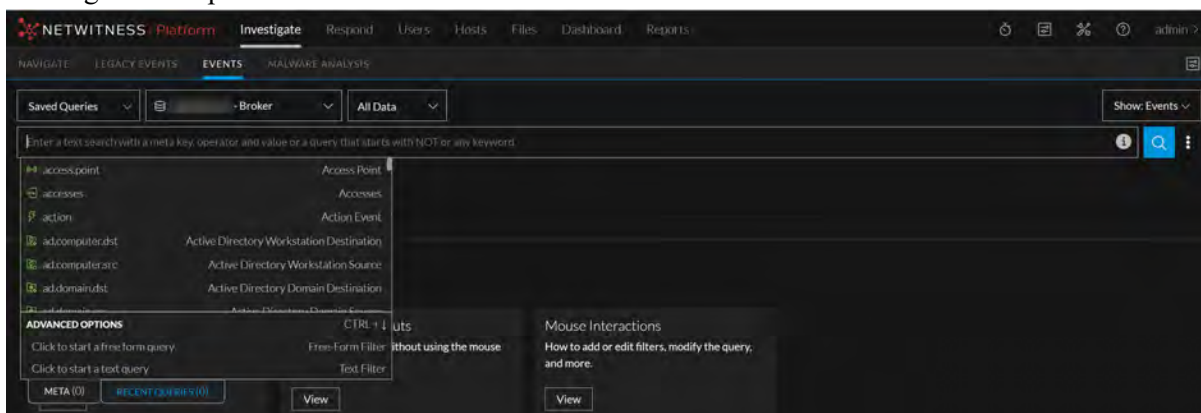 NETWITNESS Platform Investigate Respond Users Hosts Files Dashboard Reports admin >
NAVIGATE LEGACY EVENTS EVENTS MALWARE ANALYSIS
Saved Queries - Broker All Data Show: Events
Enter a text search with a meta key, operator and value or a query that starts with NOT or any keyword.
access.point Access Point
accesses Accesses
action Action Event
ad.computer.dst Active Directory Workstation Destination
ad.computer.src Active Directory Workstation Source
ad.domain.dst Active Directory Domain Destination
ADVANCED OPTIONS CTRL + ↓
Click to start a free form query Free-Form Filter
Click to start a text query Text Filter
META (0) RECENT QUERIES (0)
uts
ithout using the mouse
View
Mouse Interactions
How to add or edit filters, modify the query,
and more.
View